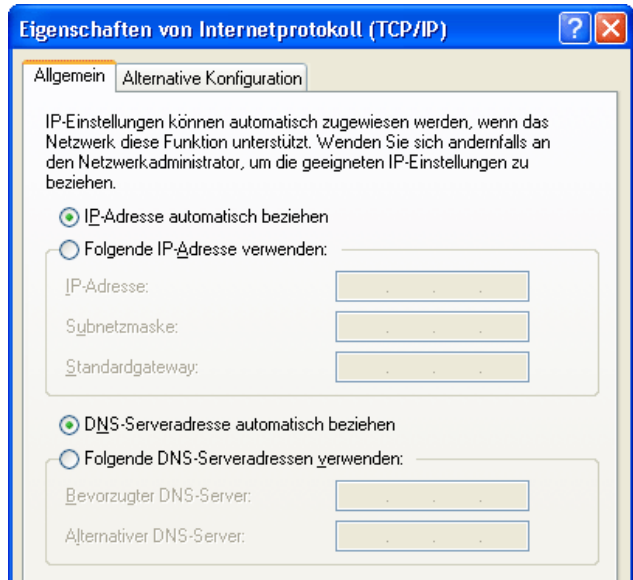 Eigenschaften von Internetprotokoll (TCP/IP)
Allgemein
Alternative Konfiguration
IP-Einstellungen können automatisch zugewiesen werden, wenn das
Netzwerk diese Funktion unterstützt. Wenden Sie sich andernfalls an
den Netzwerkadministrator, um die geeigneten IP-Einstellungen zu
beziehen.
IP-Adresse automatisch beziehen
Folgende IP-Adresse verwenden:
IP-Adresse:
Subnetzmaske:
Standardgateway:
DNS-Serveradresse automatisch beziehen
Folgende DNS-Serveradressen verwenden:
Bevorzugter DNS-Server:
Alternativer DNS-Server: